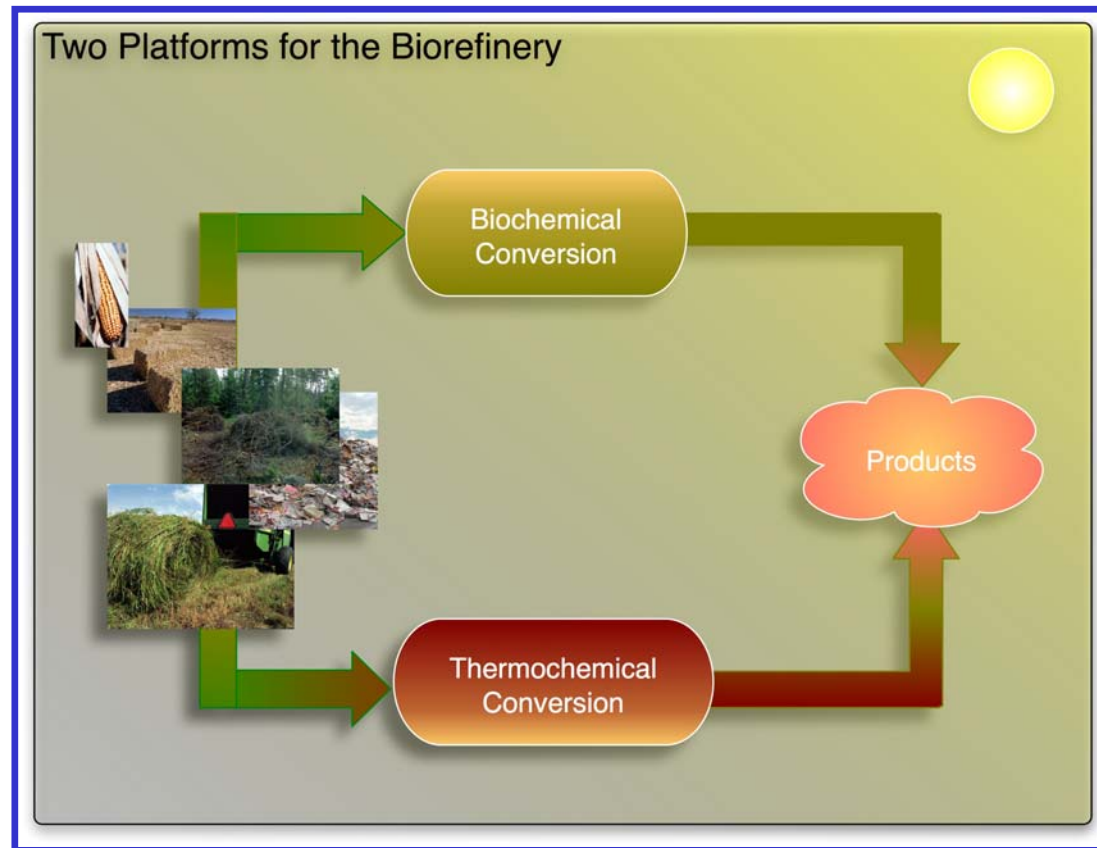 Two Platforms for the Biorefinery
Biochemical
Conversion
Products
Thermochemical
Conversion